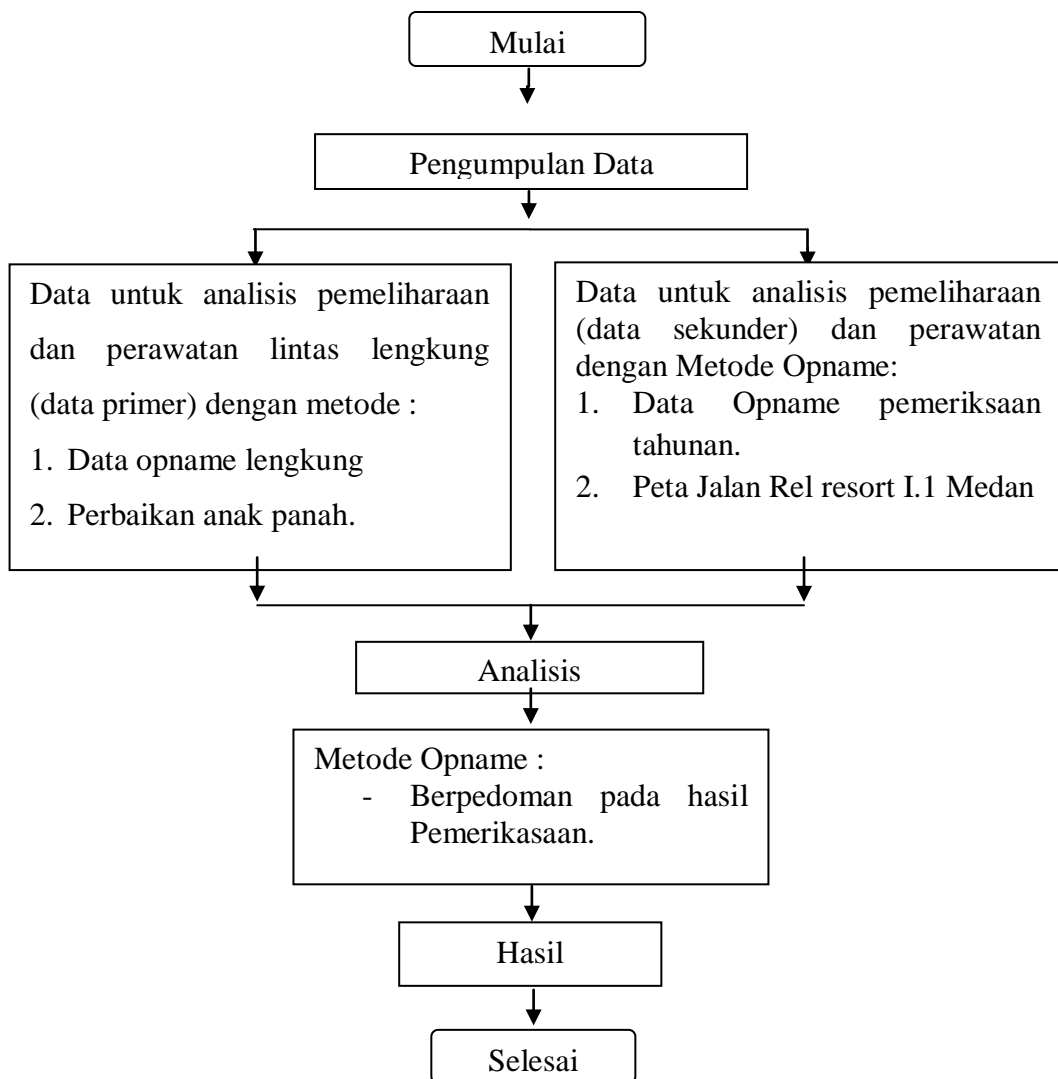 Mulai
Pengumpulan Data
Data untuk analisis pemeliharaan
dan perawatan lintas lengkung
(data primer) dengan metode :
1. Data opname lengkung
2. Perbaikan anak panah.
Data untuk analisis pemeliharaan
(data sekunder) dan perawatan
dengan Metode Opname:
1. Data Opname pemeriksaan
tahunan.
2. Peta Jalan Rel resort I.1 Medan
Analisis
Metode Opname :
- Berpedoman pada hasil
Pemerikasaan.
Hasil
Selesai